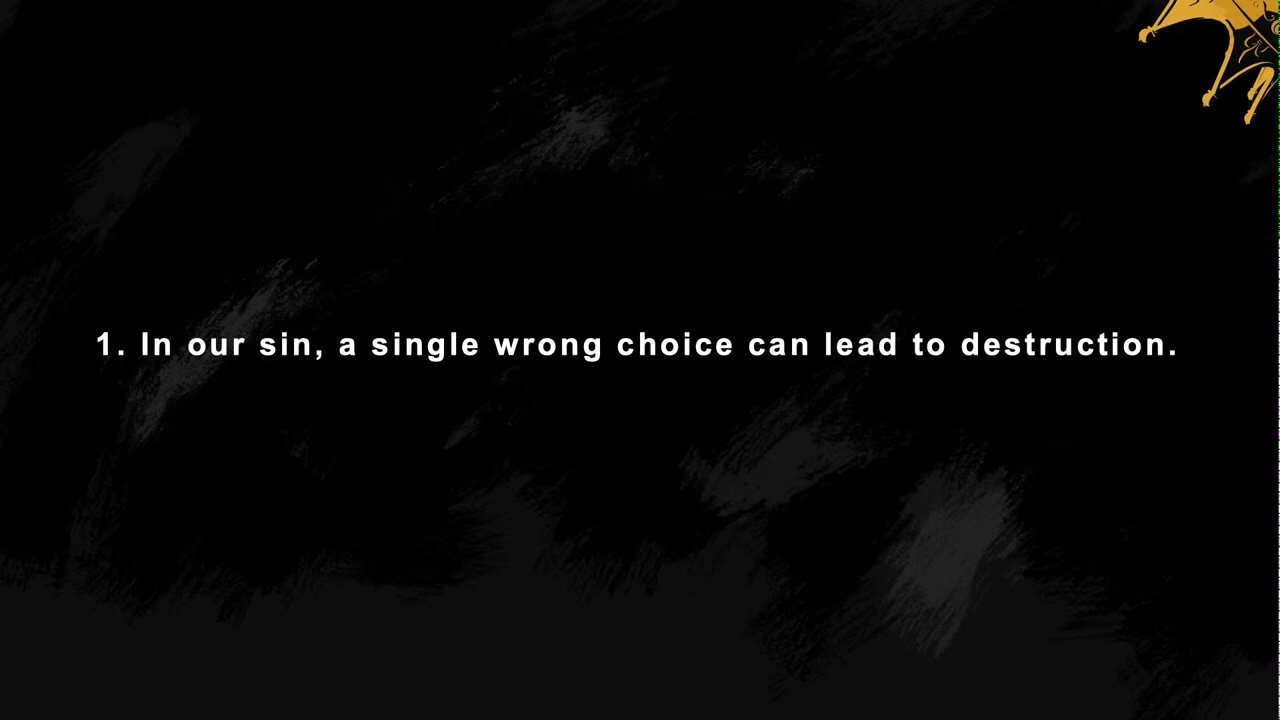 1. In our sin, a single wrong choice can lead to destruction.